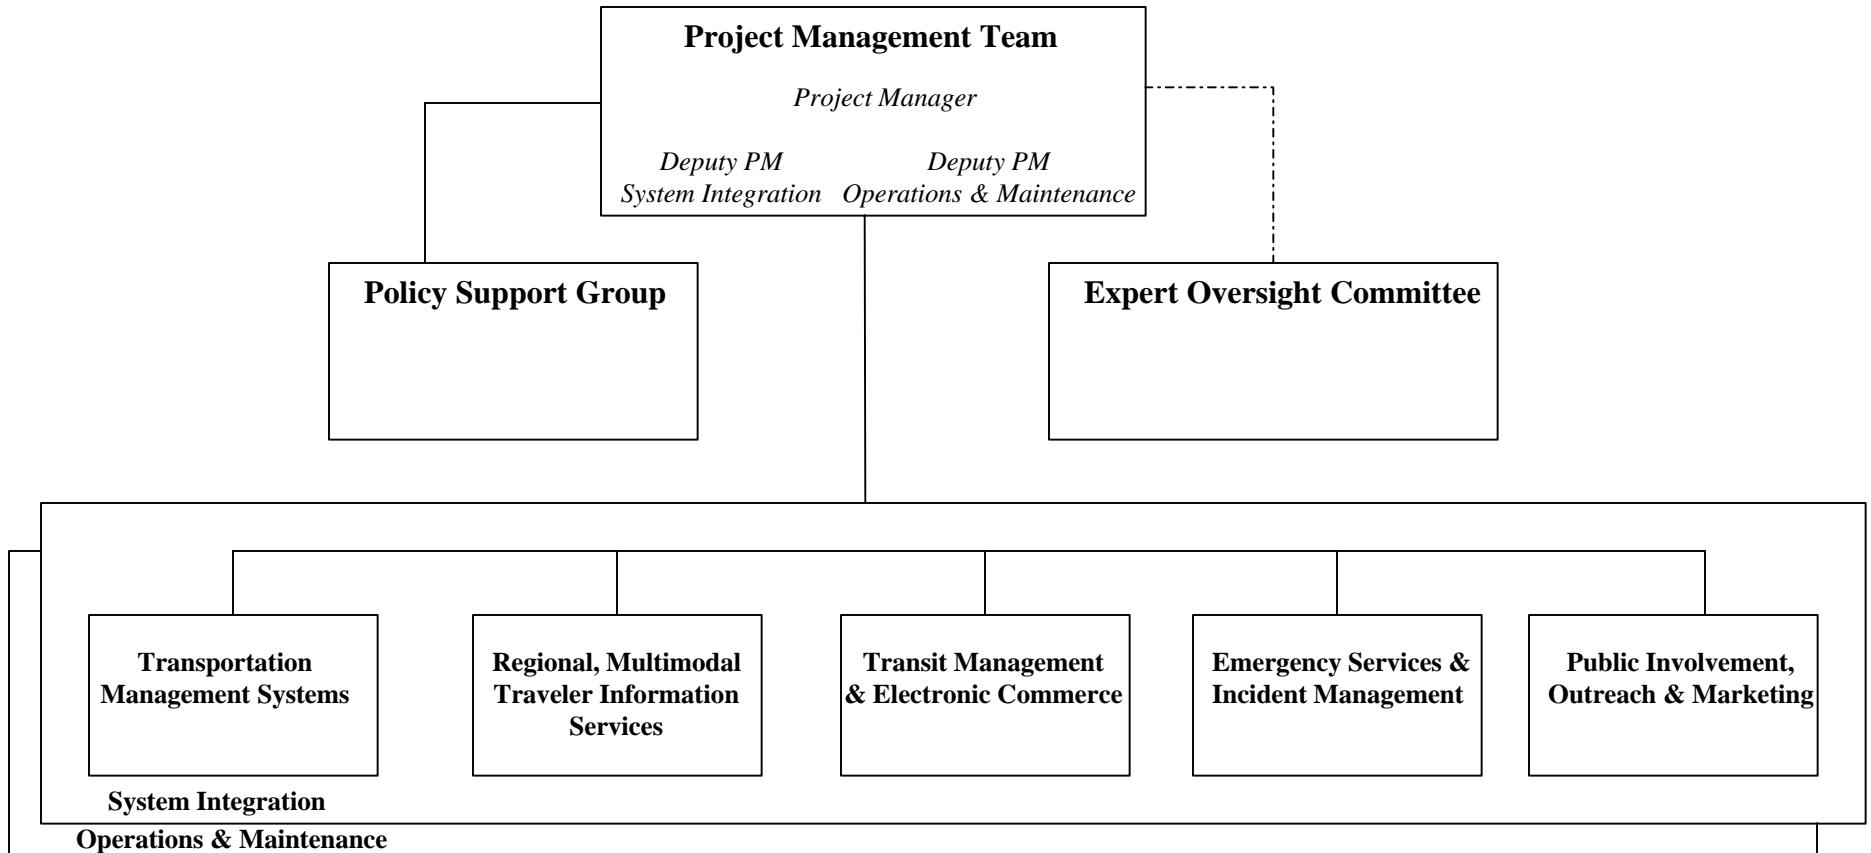 Project Management Team
Project Manager
Deputy PM
System Integration
Deputy PM
Operations & Maintenance
Policy Support Group
Expert Oversight Committee
Transportation
Management Systems
Regional, Multimodal
Traveler Information
Services
Transit Management
& Electronic Commerce
Emergency Services &
Incident Management
Public Involvement,
Outreach & Marketing
System Integration
Operations & Maintenance